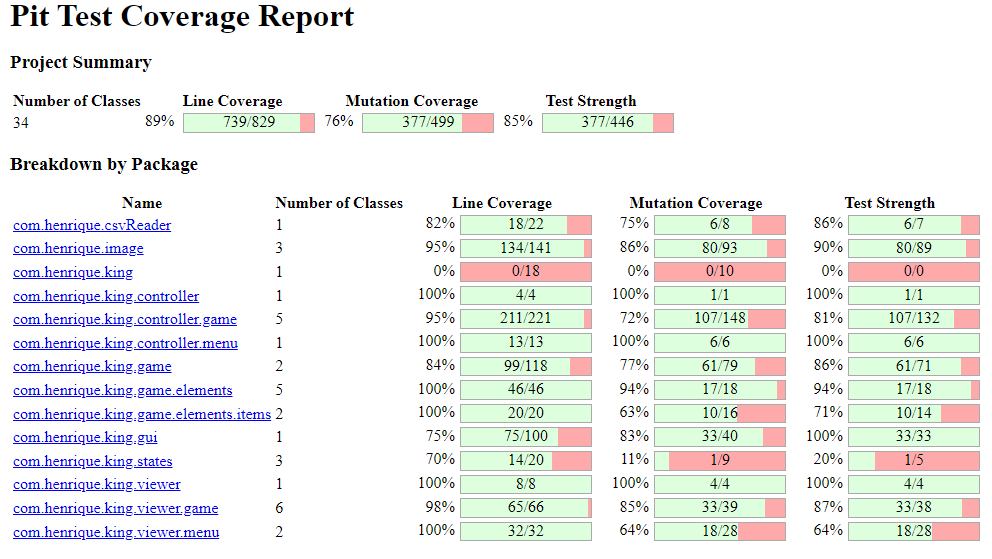 Pit Test Coverage Report
Project Summary
Number of Classes Line Coverage Mutation Coverage Test Strength
34 89% 739/829 76% 377/499 85% 377/446
Breakdown by Package
Name Number of Classes Line Coverage Mutation Coverage Test Strength
com.henrique.csvReader 1 82% 18/22 75% 6/8 86% 6/7
com.henrique.image 3 95% 134/141 86% 80/93 90% 80/89
com.henrique.king 1 0% 0/18 0% 0/10 0% 0/0
com.henrique.king.controller 1 100% 4/4 100% 1/1 100% 1/1
com.henrique.king.controller.game 5 95% 211/221 72% 107/148 81% 107/132
com.henrique.king.controller.menu 1 100% 13/13 100% 6/6 100% 6/6
com.henrique.king.game 2 84% 99/118 77% 61/79 86% 61/71
com.henrique.king.game.elements 5 100% 46/46 94% 17/18 94% 17/18
com.henrique.king.game.elements.items 2 100% 20/20 63% 10/16 71% 10/14
com.henrique.king.gui 1 75% 75/100 83% 33/40 100% 33/33
com.henrique.king.states 3 70% 14/20 11% 1/9 20% 1/5
com.henrique.king.viewer 1 100% 8/8 100% 4/4 100% 4/4
com.henrique.king.viewer.game 6 98% 65/66 85% 33/39 87% 33/38
com.henrique.king.viewer.menu 2 100% 32/32 64% 18/28 64% 18/28